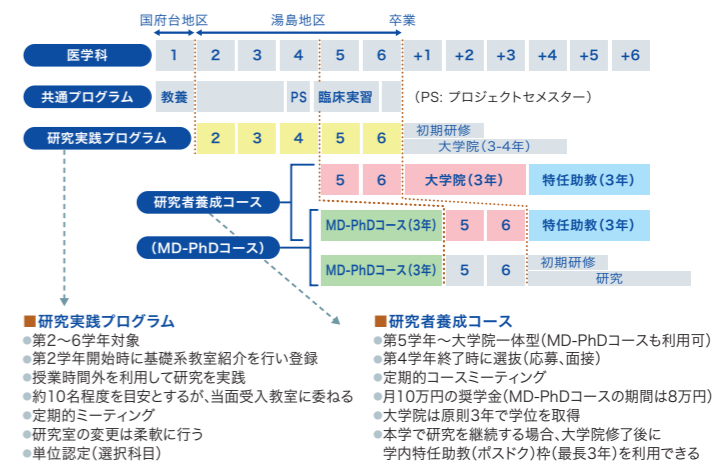 国府台地区 湯島地区 卒業
医学科 1 2 3 4 5 6 +1 +2 +3 +4 +5 +6
共通プログラム 教養 PS 臨床実習 (PS: プロジェクトセメスター)
研究実践プログラム 2 3 4 5 6 初期研修
大学院(3-4年)
5 6 大学院(3年) 特任助教(3年)
研究者養成コース
MD-PhDコース(3年) 5 6 特任助教(3年)
(MD-PhDコース)
MD-PhDコース(3年) 5 6 初期研修
研究
■研究実践プログラム
●第2〜6学年対象
●第2学年開始時に基礎系教室紹介を行い登録
●授業時間外を利用して研究を実践
●約10名程度を目安とするが、当面受入教室に委ねる
●定期的ミーティング
●研究室の変更は柔軟に行う
●単位認定(選択科目)
■研究者養成コース
●第5学年〜大学院一体型(MD-PhDコースも利用可)
●第4学年終了時に選抜(応募、面接)
●定期的コースミーティング
●月10万円の奨学金(MD-PhDコースの期間は8万円)
●大学院は原則3年で学位を取得
●本学で研究を継続する場合、大学院修了後に
学内特任助教(ポスドク)枠(最長3年)を利用できる